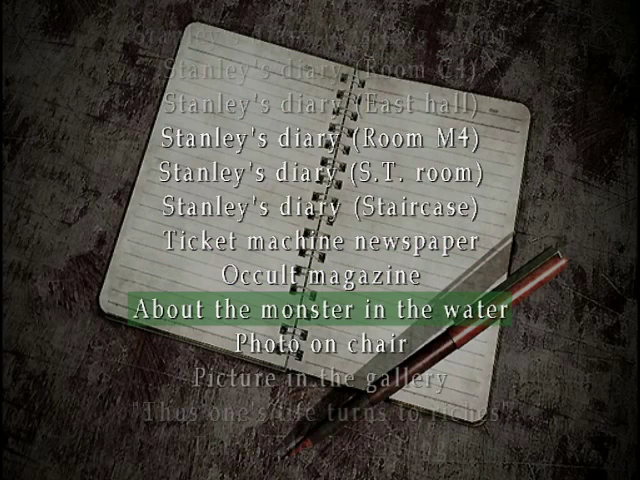 Stanley's diary (Room C4)
Stanley's diary (East hall)
Stanley's diary (Room M4)
Stanley's diary (S.T. room)
Stanley's diary (Staircase)
Ticket machine newspaper
Occult magazine
About the monster in the water
Photo on chair
Picture in the gallery
"Thus one's life turns to riches"